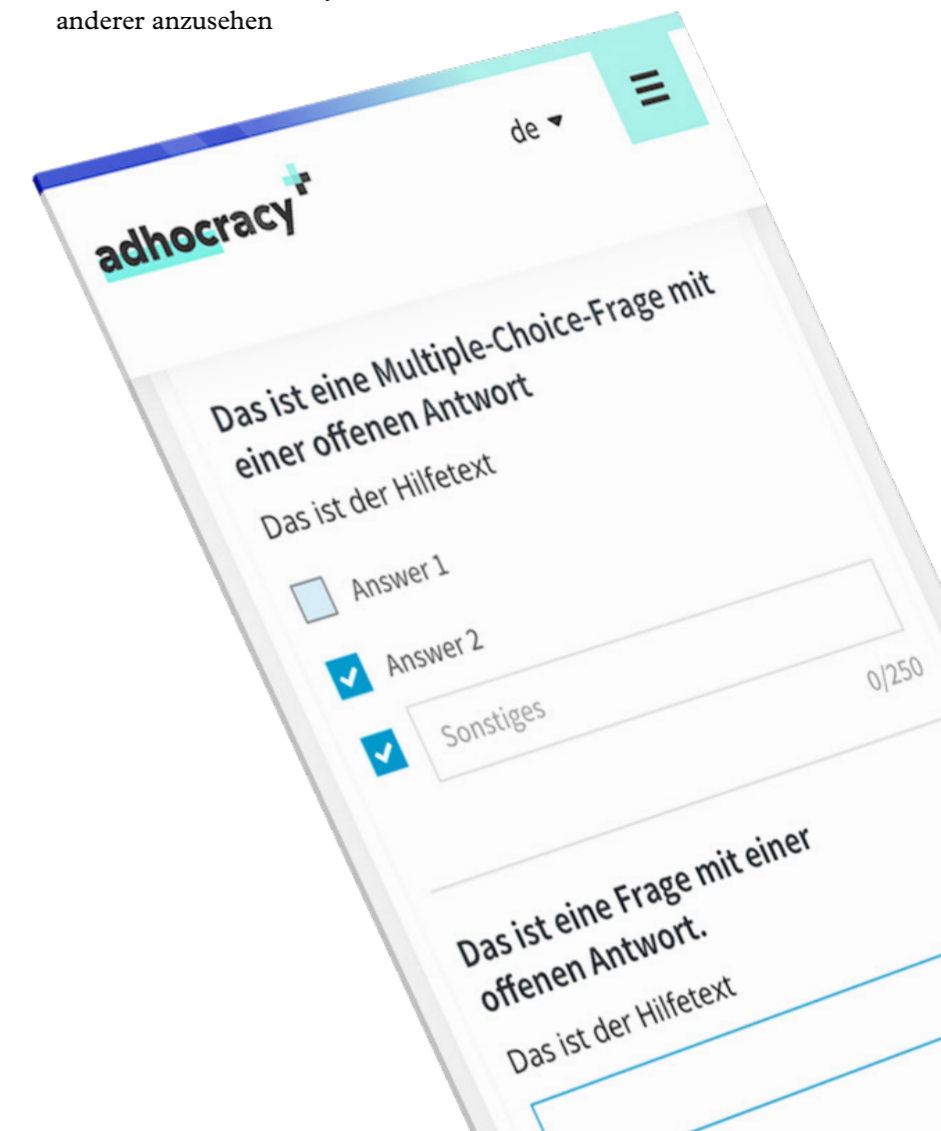 anderer anzusehen
de
adhocracy+
Das ist eine Multiple-Choice-Frage mit
einer offenen Antwort
Das ist der Hilfetext
Answer 1
Answer 2
Sonstiges
0/250
Das ist eine Frage mit einer
offenen Antwort.
Das ist der Hilfetext